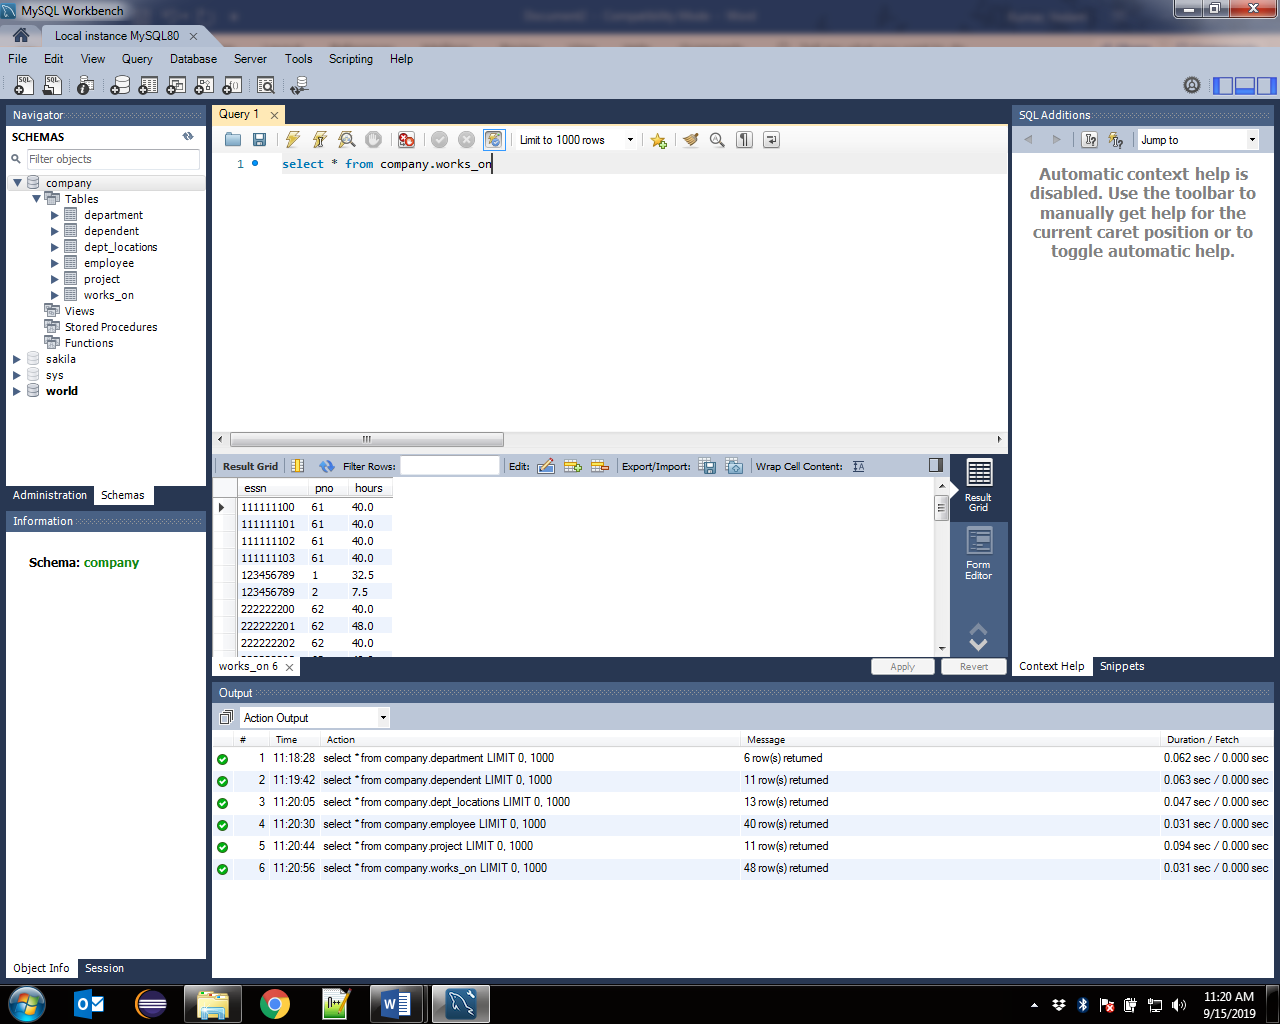 MySQL Workbench
Local instance MySQL80
File Edit View Query Database Server Tools Scripting Help
Navigator
SCHEMAS
Filter objects
company
Tables
department
dependent
dept_locations
employee
project
works_on
Views
Stored Procedures
Functions
sakila
sys
world
Administration Schemas
Information
Schema: company
Object Info Session
Query 1
Limit to 1000 rows
1 select * from company.works_on
Result Grid Filter Rows: Edit: Export/Import: Wrap Cell Content:
essn pno hours
111111100 61 40.0
111111101 61 40.0
111111102 61 40.0
111111103 61 40.0
123456789 1 32.5
123456789 2 7.5
222222200 62 40.0
222222201 62 48.0
222222202 62 40.0
Result Grid
Form Editor
works_on 6
Apply Revert
SQL Additions
Jump to
Automatic context help is
disabled. Use the toolbar to
manually get help for the
current caret position or to
toggle automatic help.
Context Help Snippets
Output
Action Output
# Time Action Message Duration / Fetch
1 11:18:28 select * from company.department LIMIT 0, 1000 6 row(s) returned 0.062 sec / 0.000 sec
2 11:19:42 select * from company.dependent LIMIT 0, 1000 11 row(s) returned 0.063 sec / 0.000 sec
3 11:20:05 select * from company.dept_locations LIMIT 0, 1000 13 row(s) returned 0.047 sec / 0.000 sec
4 11:20:30 select * from company.employee LIMIT 0, 1000 40 row(s) returned 0.031 sec / 0.000 sec
5 11:20:44 select * from company.project LIMIT 0, 1000 11 row(s) returned 0.094 sec / 0.000 sec
6 11:20:56 select * from company.works_on LIMIT 0, 1000 48 row(s) returned 0.031 sec / 0.000 sec
11:20 AM
9/15/2019